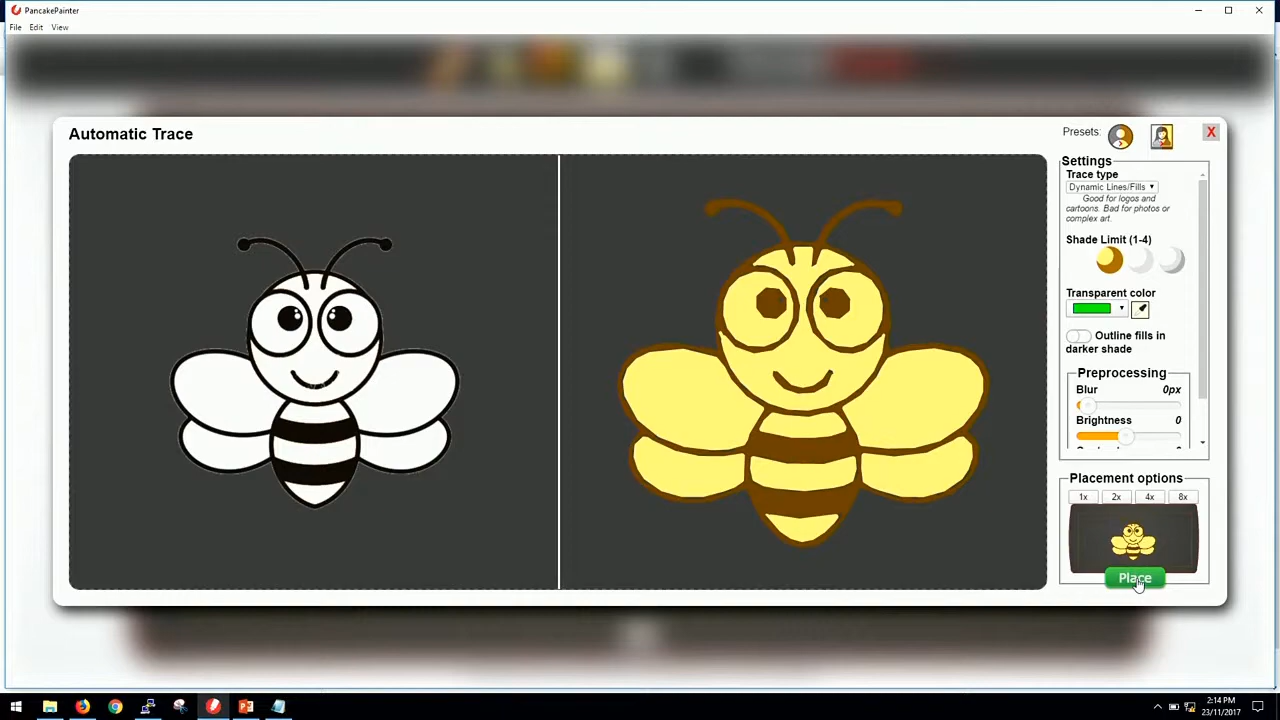 PancakePainter
File Edit View
Automatic Trace
Presets:
X
Settings
Trace type
Dynamic Lines/Fills
Good for logos and
cartoons. Bad for photos or
complex art.
Shade Limit (1-4)
Transparent color
Outline fills in
darker shade
Preprocessing
Blur 0px
Brightness 0
Placement options
1x 2x 4x 8x
Place
2:14 PM
23/11/2017